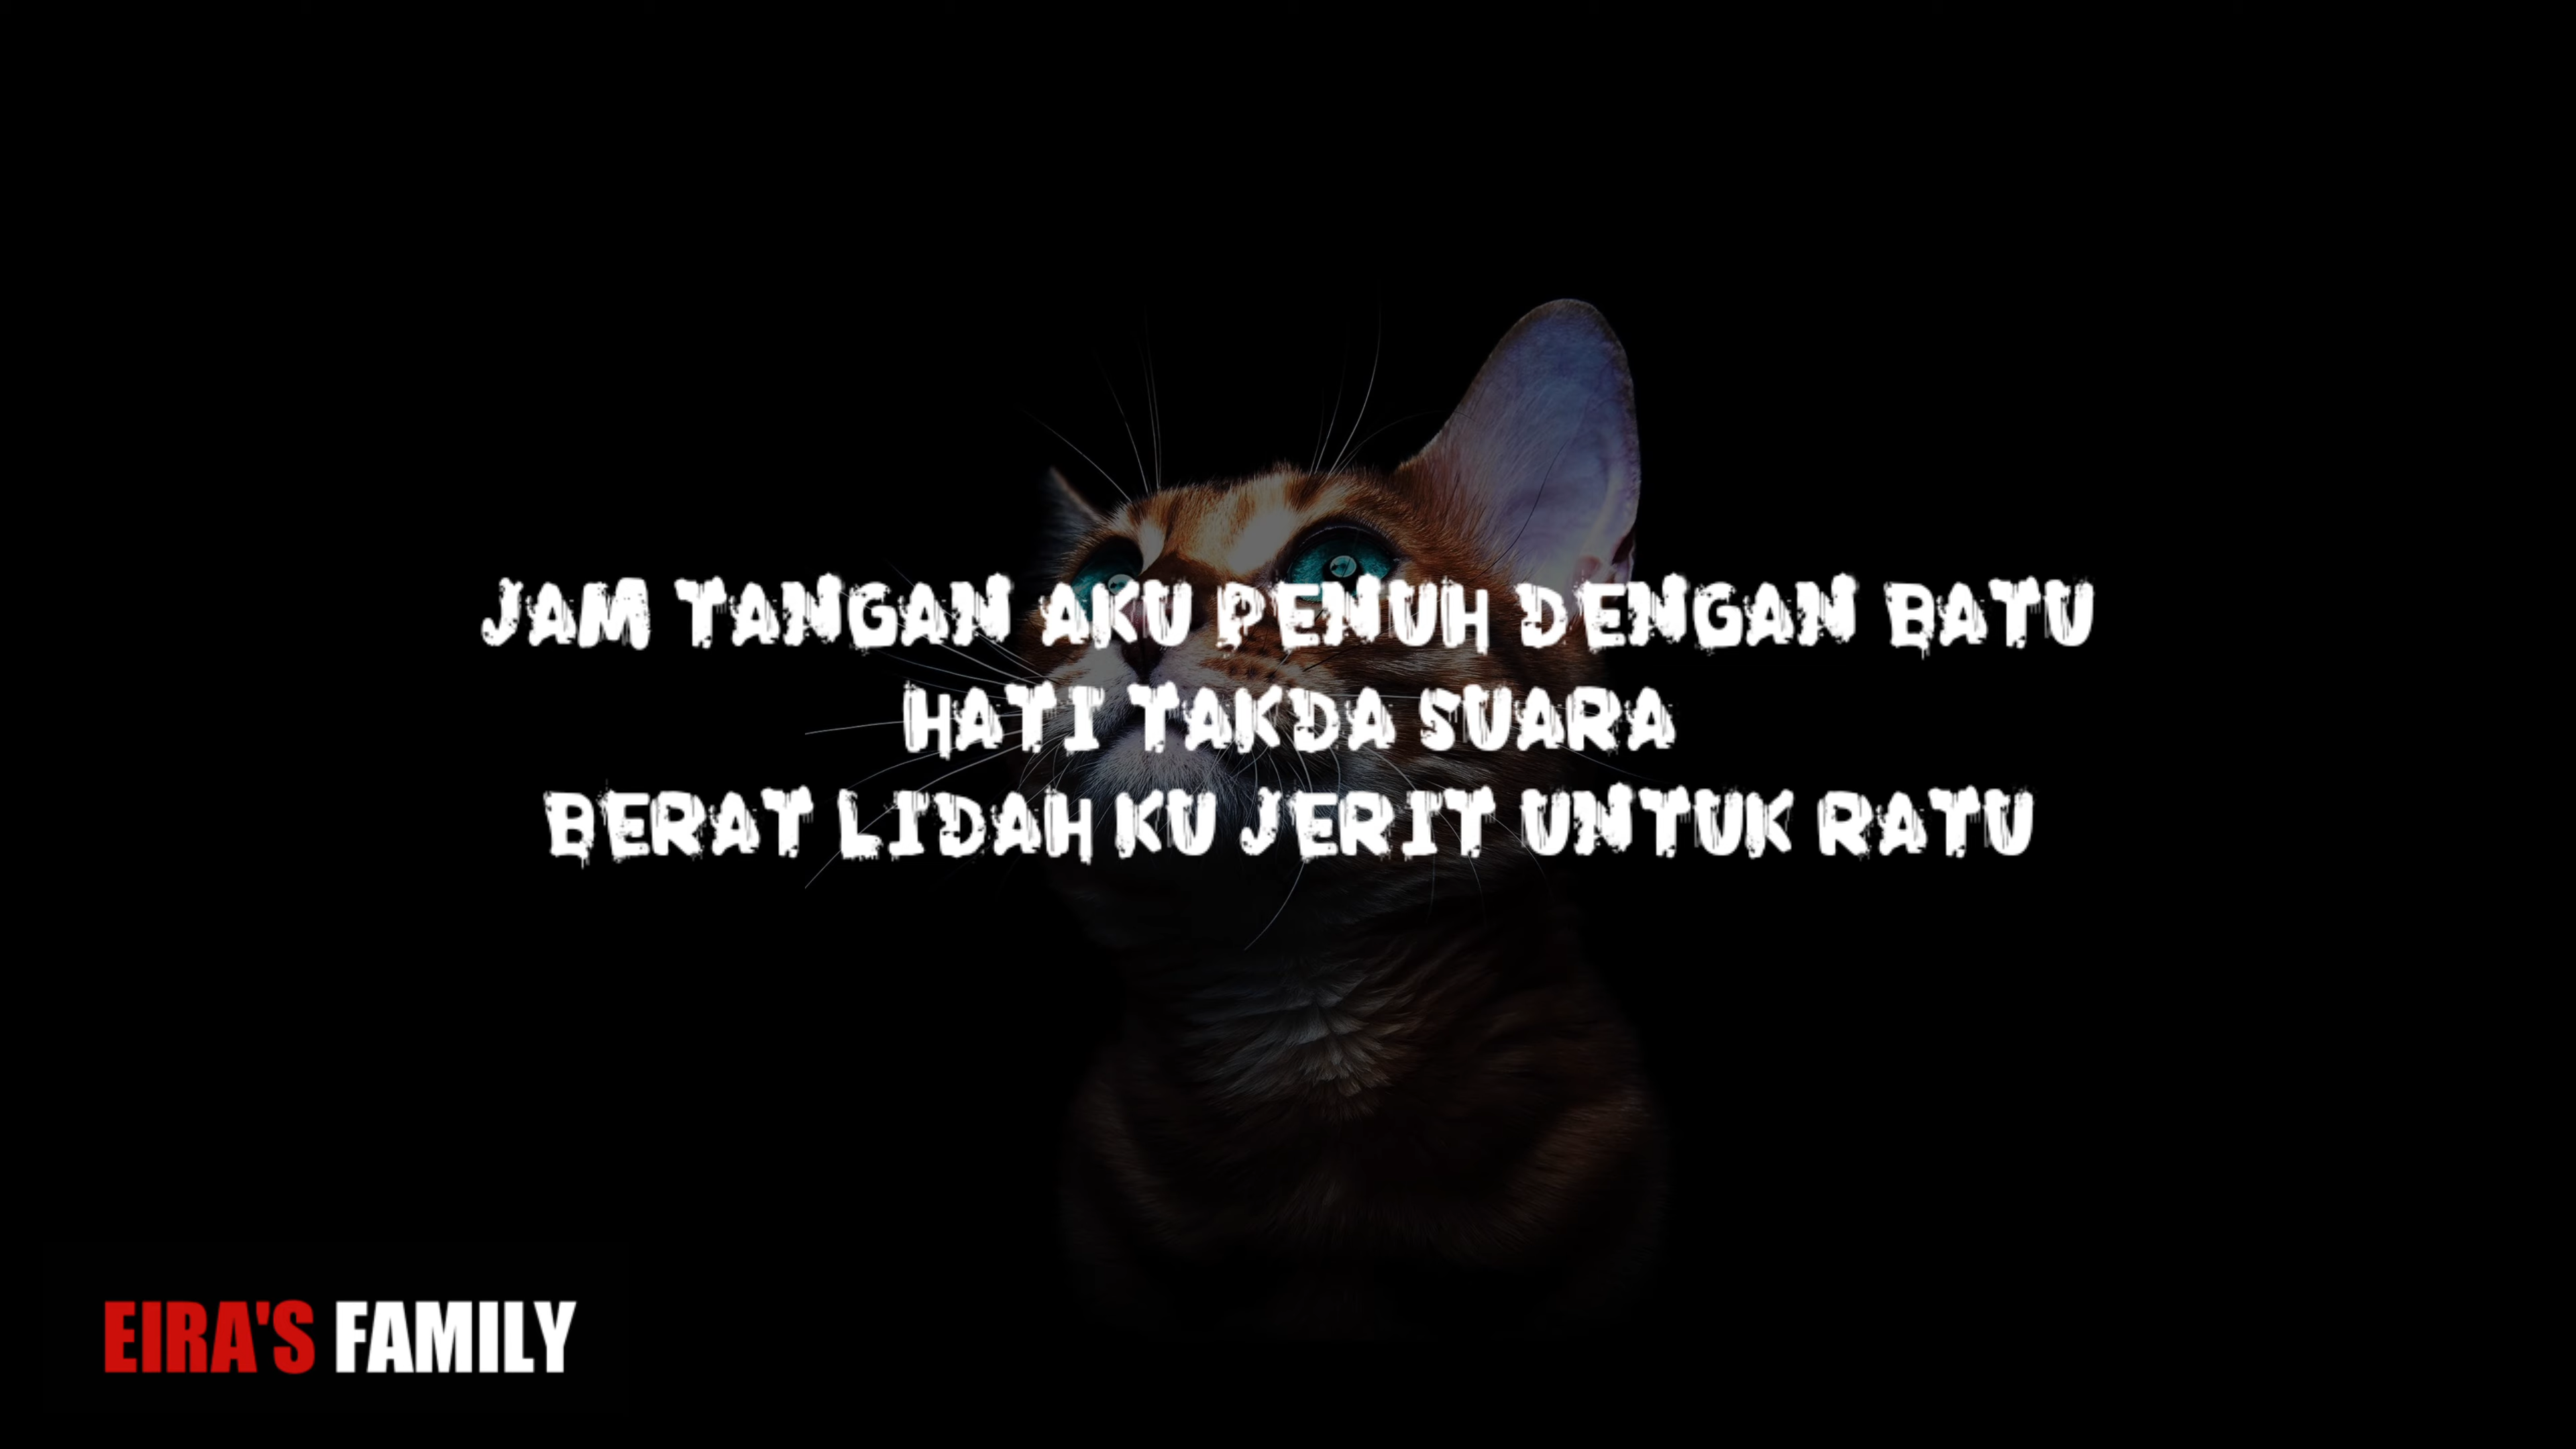 JAM TANGAN AKU PENUH DENGAN BATU
HATI TAKDA SUARA
BERAT LIDAH KU JERIT UNTUK RATU
EIRA'S FAMILY